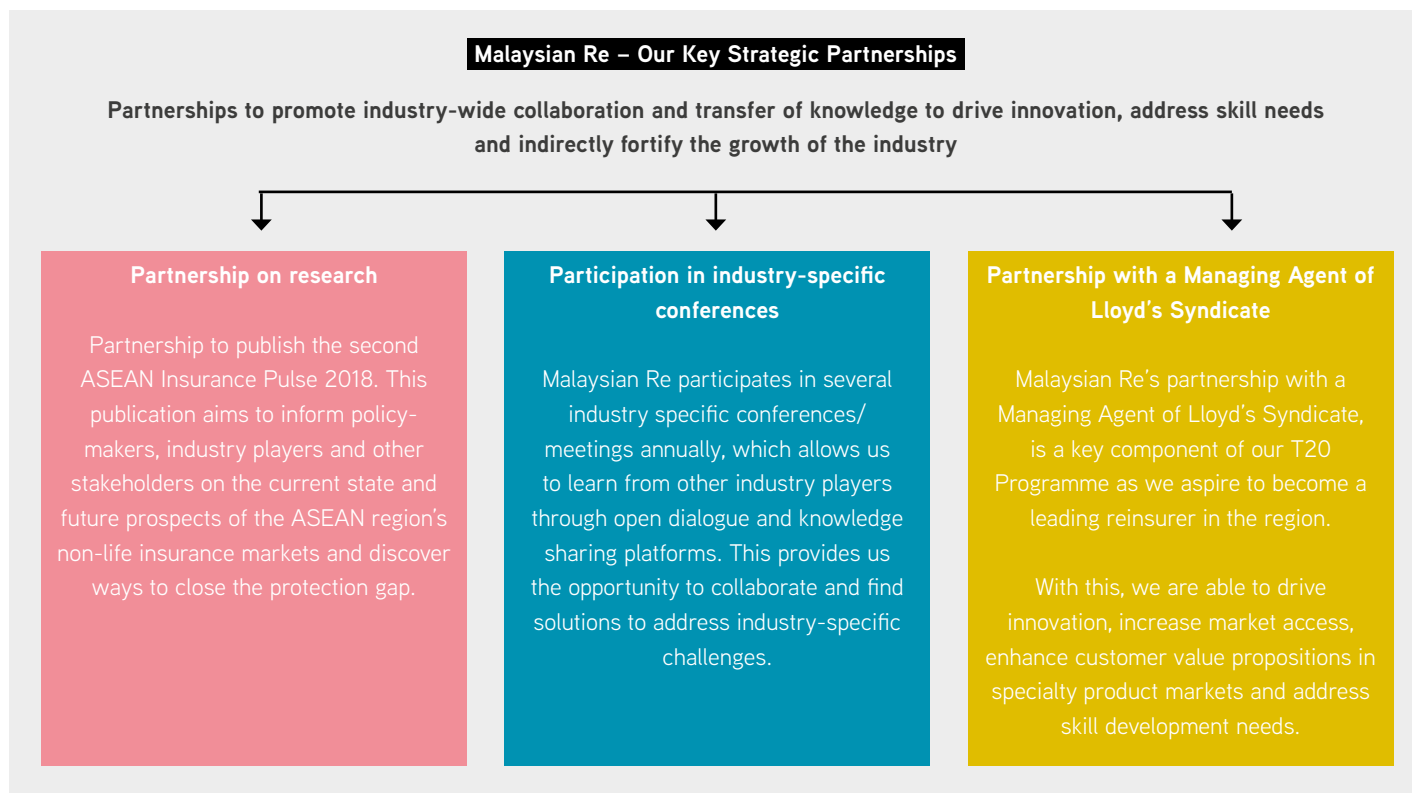 Malaysian Re – Our Key Strategic Partnerships
Partnerships to promote industry-wide collaboration and transfer of knowledge to drive innovation, address skill needs
and indirectly fortify the growth of the industry
Partnership on research
Partnership to publish the second
ASEAN Insurance Pulse 2018. This
publication aims to inform policy-
makers, industry players and other
stakeholders on the current state and
future prospects of the ASEAN region's
non-life insurance markets and discover
ways to close the protection gap.
Participation in industry-specific
conferences
Malaysian Re participates in several
industry specific conferences/
meetings annually, which allows us
to learn from other industry players
through open dialogue and knowledge
sharing platforms. This provides us
the opportunity to collaborate and find
solutions to address industry-specific
challenges.
Partnership with a Managing Agent of
Lloyd's Syndicate
Malaysian Re's partnership with a
Managing Agent of Lloyd's Syndicate,
is a key component of our T20
Programme as we aspire to become a
leading reinsurer in the region.
With this, we are able to drive
innovation, increase market access,
enhance customer value propositions in
specialty product markets and address
skill development needs.